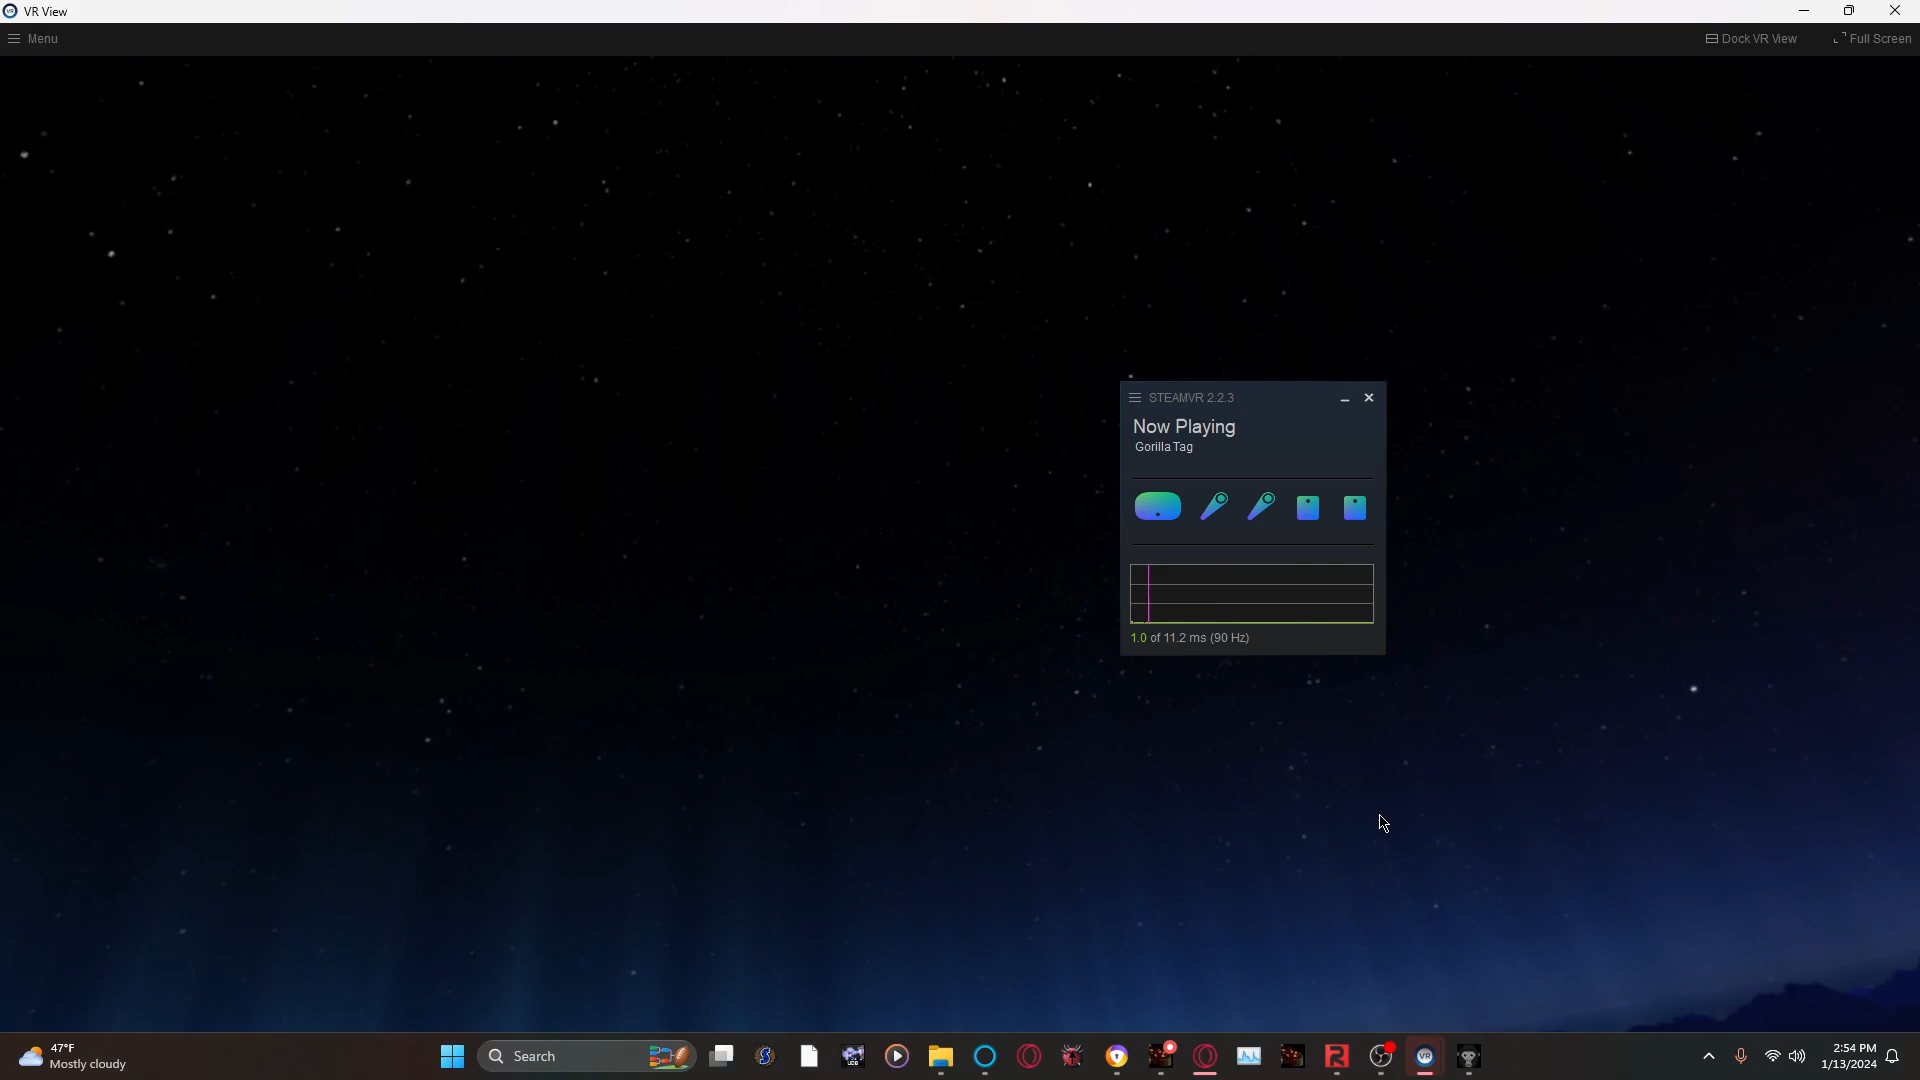 VR View
Menu
Dock VR View
Full Screen
STEAMVR 2.2.3
Now Playing
Gorilla Tag
1.0 of 11.2 ms (90 Hz)
47°F
Mostly cloudy
Search
VR
2:54 PM
1/13/2024